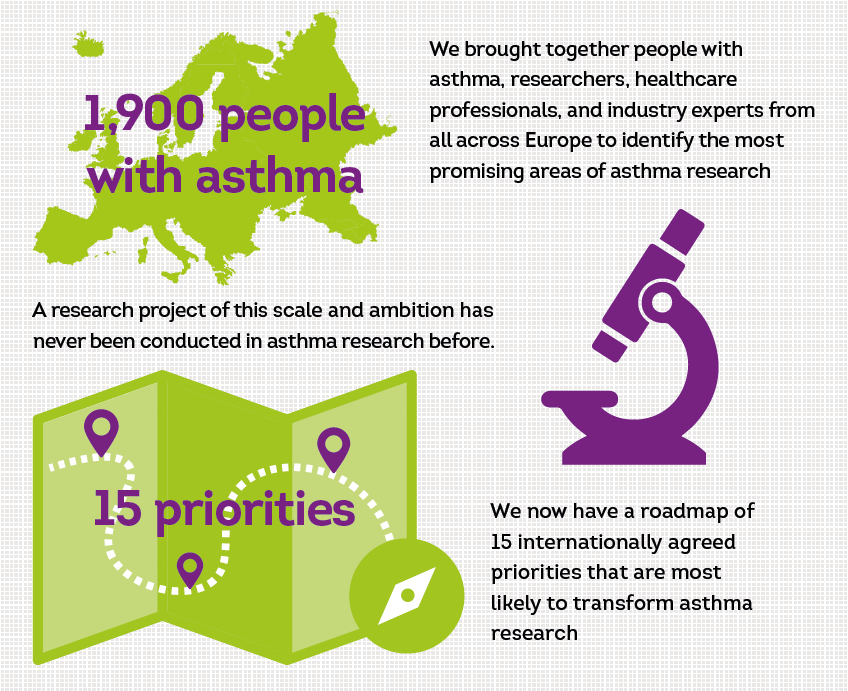 1,900 people
with asthma
We brought together people with
asthma, researchers, healthcare
professionals, and industry experts from
all across Europe to identify the most
promising areas of asthma research
A research project of this scale and ambition has
never been conducted in asthma research before.
15 priorities
We now have a roadmap of
15 internationally agreed
priorities that are most
likely to transform asthma
research